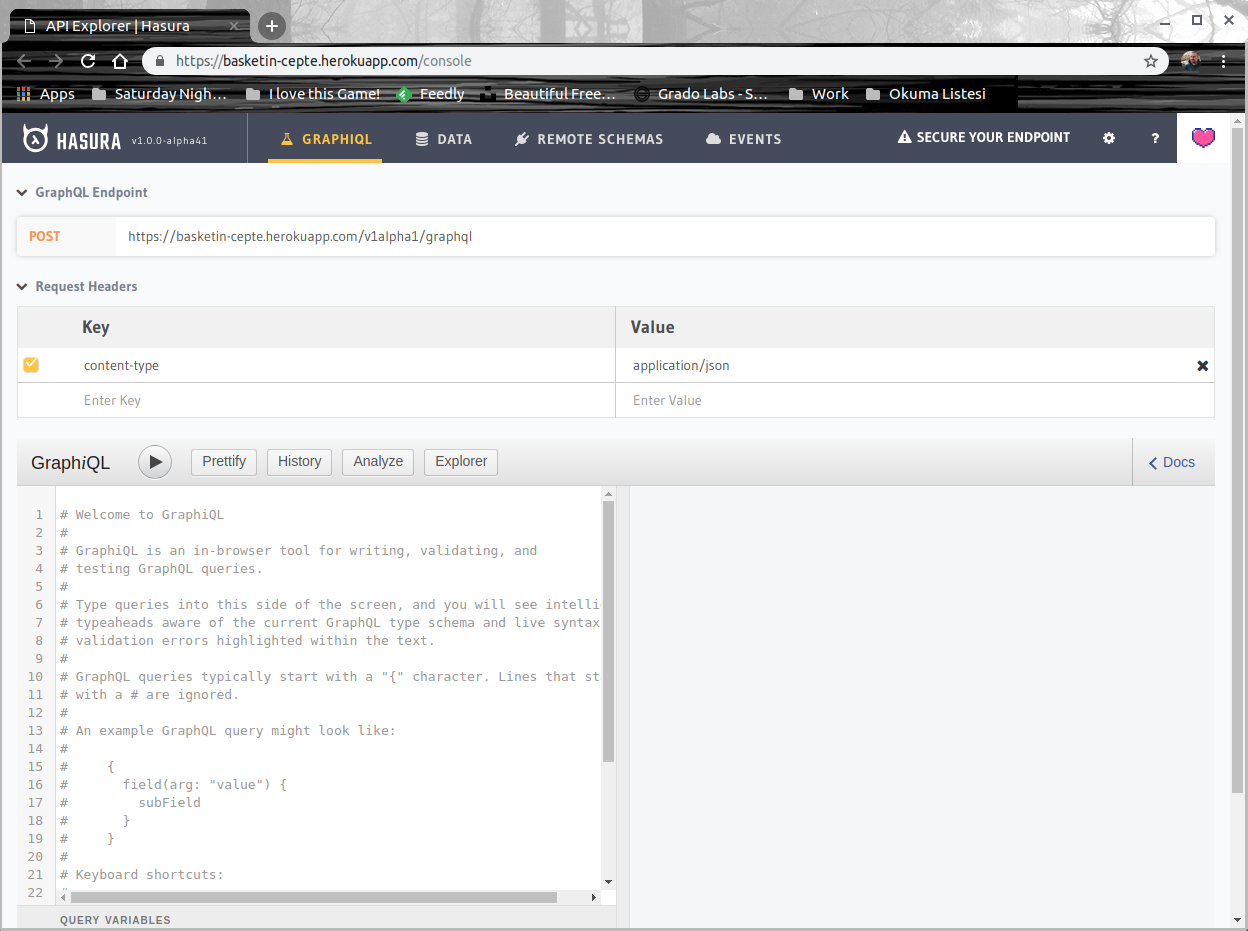 API Explorer | Hasura
https://basketin-cepte.herokuapp.com/console
Apps Saturday Nigh... I love this Game! Feedly Beautiful Free... Grado Labs - S... Work Okuma Listesi
HASURA v1.0.0-alpha41 GRAPHIQL DATA REMOTE SCHEMAS EVENTS SECURE YOUR ENDPOINT ?
GraphQL Endpoint
POST https://basketin-cepte.herokuapp.com/v1alpha1/graphql
Request Headers
Key Value
content-type application/json
Enter Key Enter Value
GraphiQL Prettify History Analyze Explorer Docs
1 # Welcome to GraphiQL
2 #
3 # GraphiQL is an in-browser tool for writing, validating, and
4 # testing GraphQL queries.
5 #
6 # Type queries into this side of the screen, and you will see intelli
7 # typeaheads aware of the current GraphQL type schema and live syntax
8 # validation errors highlighted within the text.
9 #
10 # GraphQL queries typically start with a "{" character. Lines that st
11 # with a # are ignored.
12 #
13 # An example GraphQL query might look like:
14 #
15 #     {
16 #       field(arg: "value") {
17 #         subField
18 #       }
19 #     }
20 #
21 # Keyboard shortcuts:
22 #
QUERY VARIABLES